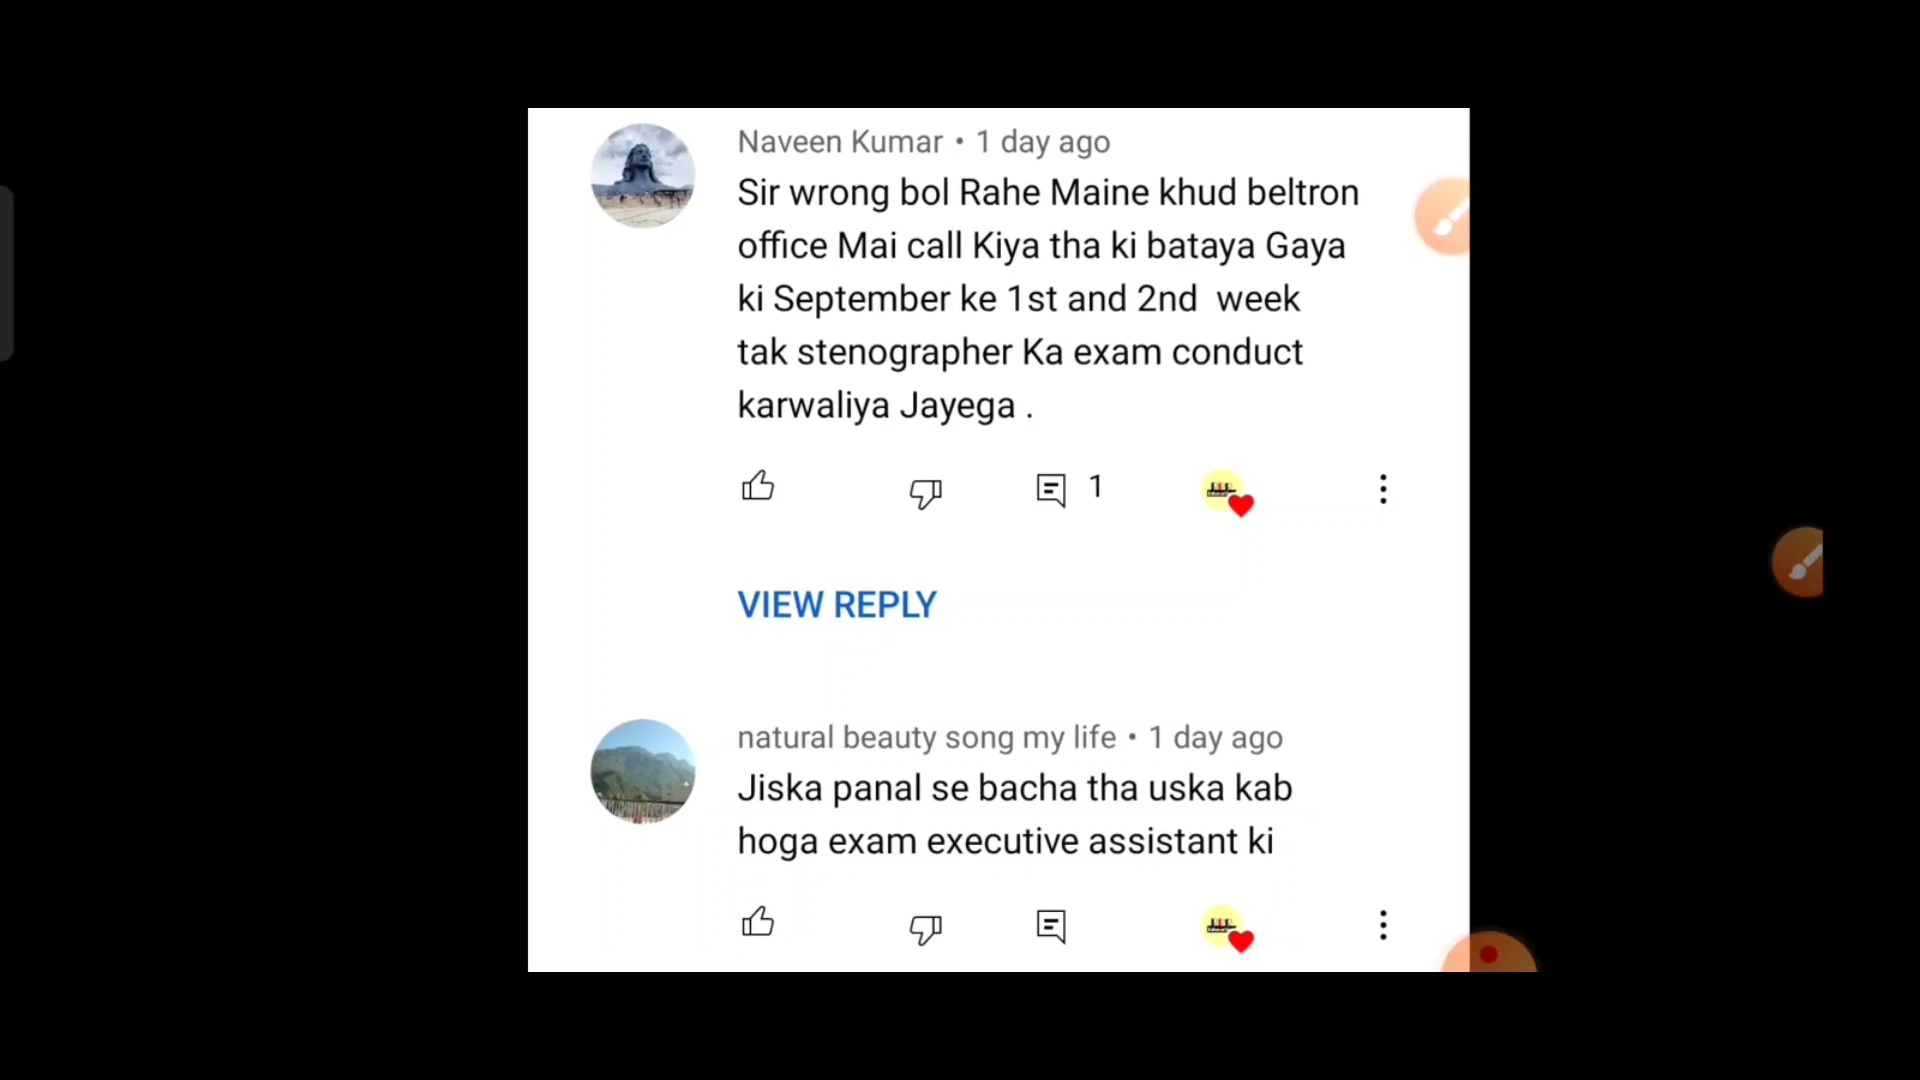 Naveen Kumar • 1 day ago
Sir wrong bol Rahe Maine khud beltron
office Mai call Kiya tha ki bataya Gaya
ki September ke 1st and 2nd  week
tak stenographer Ka exam conduct
karwaliya Jayega .
1
VIEW REPLY
natural beauty song my life • 1 day ago
Jiska panal se bacha tha uska kab
hoga exam executive assistant ki